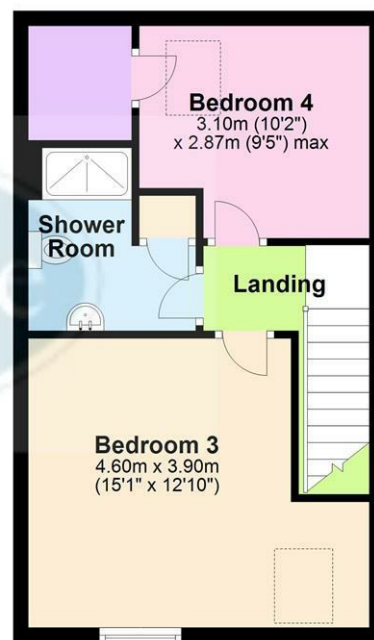 Bedroom 4
3.10m (10'2")
x 2.87m (9'5") max
Shower
Room
Landing
Bedroom 3
4.60m x 3.90m
(15'1" x 12'10")